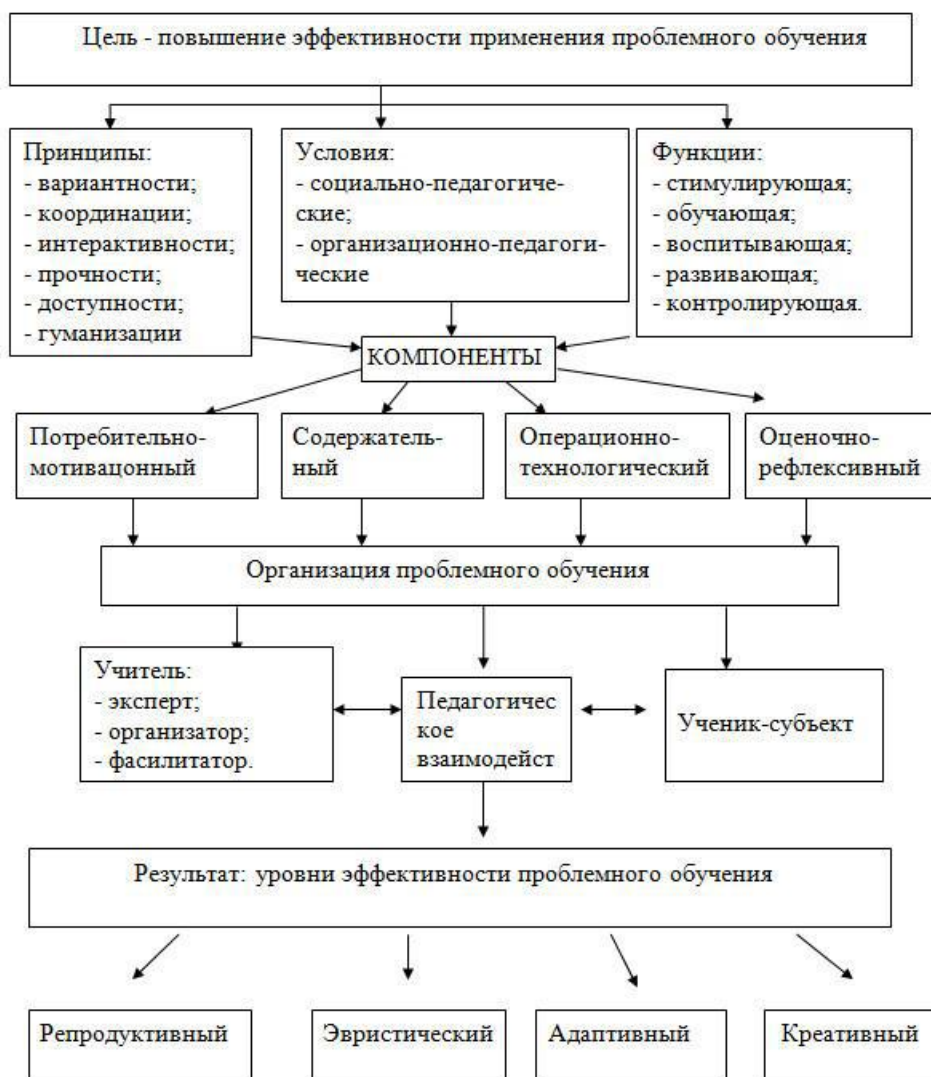 Цель - повышение эффективности применения проблемного обучения
Принципы:
- вариантности;
- координации;
- интерактивности;
- прочности;
- доступности;
- гуманизации
Условия:
- социально-педагогиче-
ские;
- организационно-педагоги-
ческие
Функции:
- стимулирующая;
- обучающая;
- воспитывающая;
- развивающая;
- контролирующая.
КОМПОНЕНТЫ
Потребительно-
мотивацонный
Содержатель-
ный
Операционно-
технологический
Оценочно-
рефлексивный
Организация проблемного обучения
Учитель:
- эксперт;
- организатор;
- фасилитатор.
Педагогичес
кое
взаимодейст
Ученик-субъект
Результат: уровни эффективности проблемного обучения
Репродуктивный
Эвристический
Адаптивный
Креативный